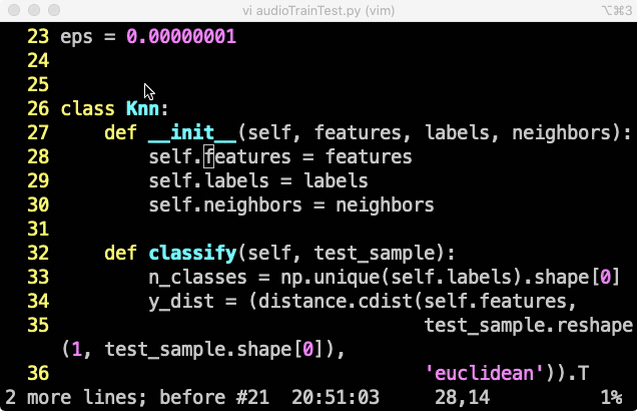 vi audioTrainTest.py (vim)
⌥⌘3
23 eps = 0.00000001
24
25
26 class Knn:
27     def __init__(self, features, labels, neighbors):
28         self.features = features
29         self.labels = labels
30         self.neighbors = neighbors
31
32     def classify(self, test_sample):
33         n_classes = np.unique(self.labels).shape[0]
34         y_dist = (distance.cdist(self.features,
35                                  test_sample.reshape
(1, test_sample.shape[0]),
36                                  'euclidean')).T
2 more lines; before #21  20:51:03     28,14          1%